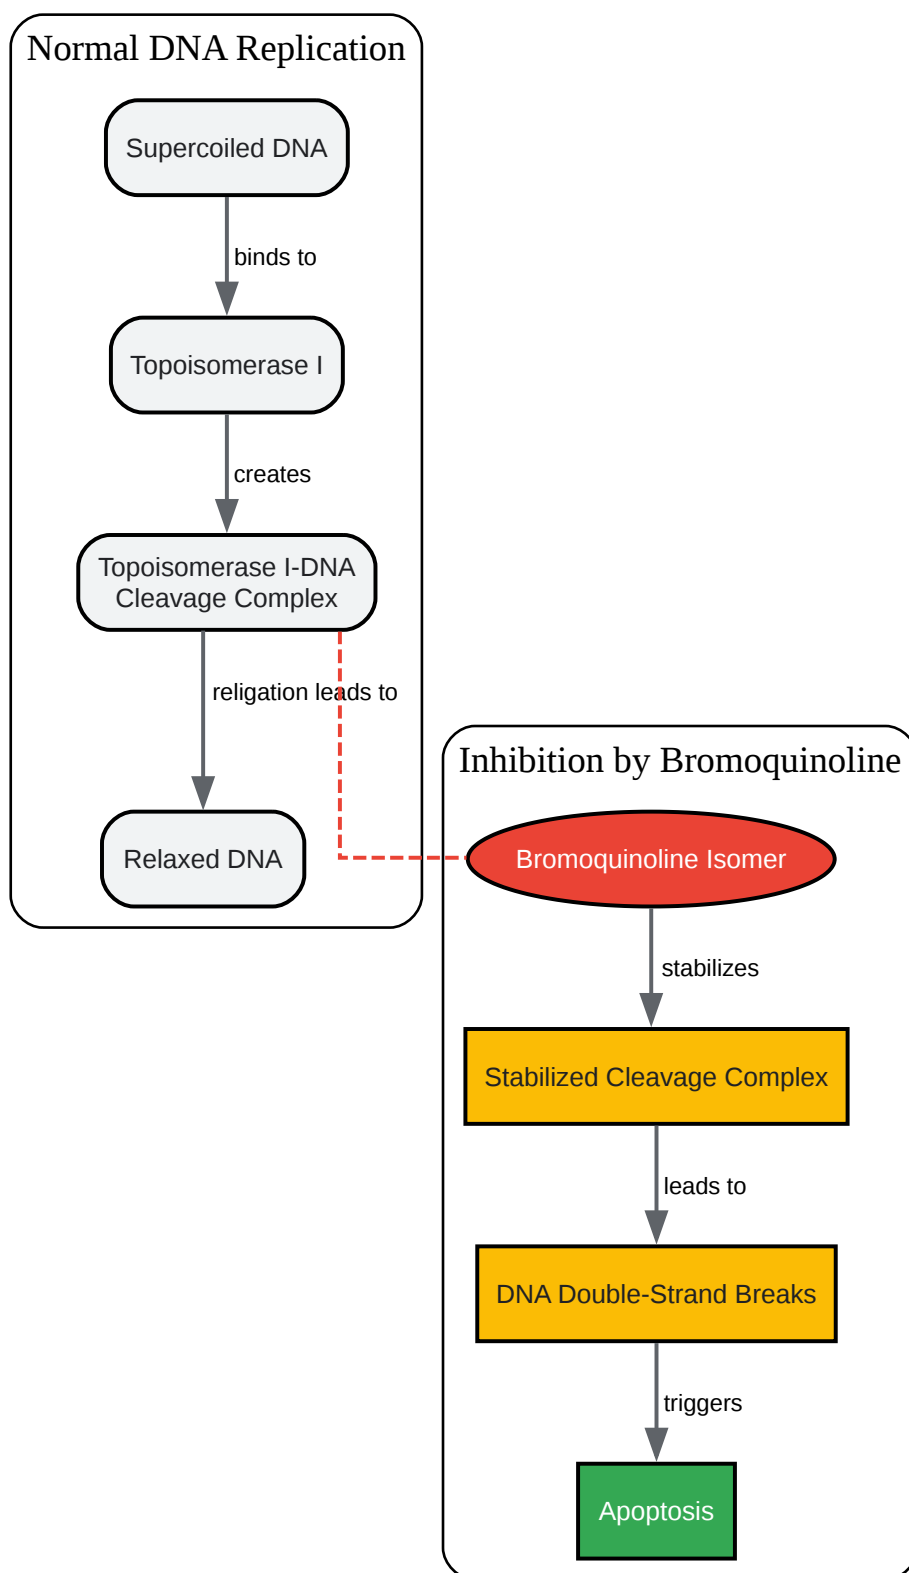 Normal DNA Replication
Supercoiled DNA
binds to
Topoisomerase I
creates
Topoisomerase I-DNA
Cleavage Complex
religation leads to
Relaxed DNA
Inhibition by Bromoquinoline
Bromoquinoline Isomer
stabilizes
Stabilized Cleavage Complex
leads to
DNA Double-Strand Breaks
triggers
Apoptosis